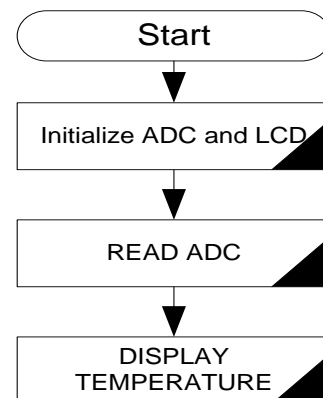 Start
Initialize ADC and LCD
READ ADC
DISPLAY
TEMPERATURE